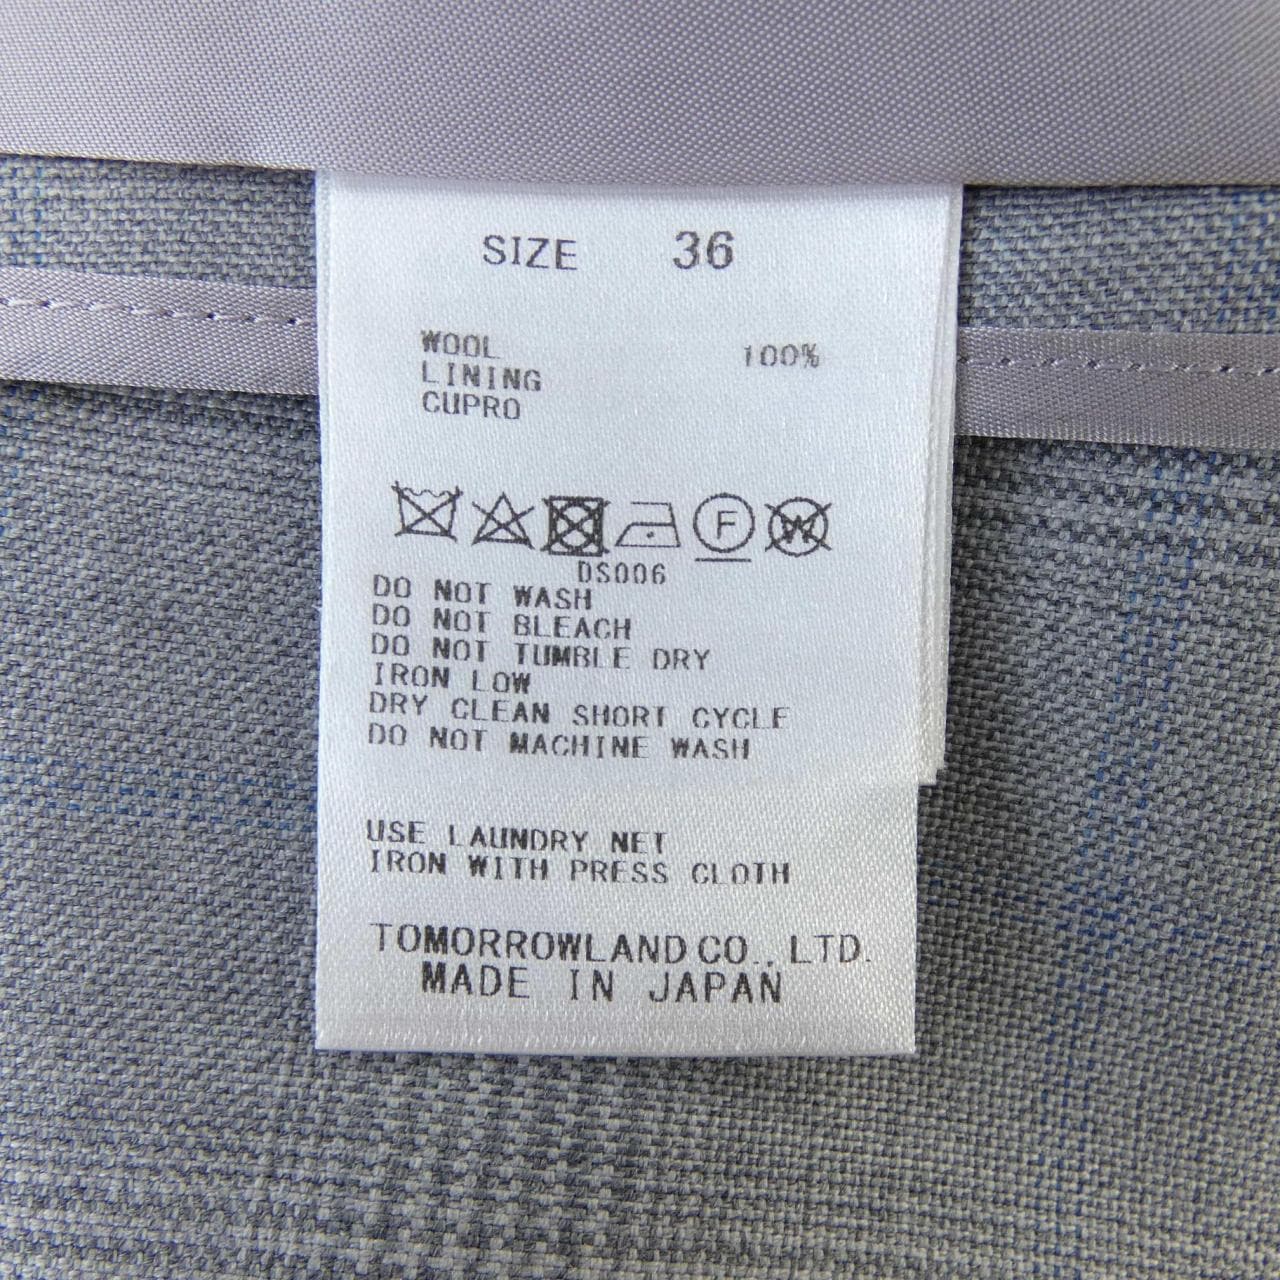 SIZE 36
WOOL 100%
LINING
CUPRO
F W
DS006
DO NOT WASH
DO NOT BLEACH
DO NOT TUMBLE DRY
IRON LOW
DRY CLEAN SHORT CYCLE
DO NOT MACHINE WASH
USE LAUNDRY NET
IRON WITH PRESS CLOTH
TOMORROWLAND CO., LTD.
MADE IN JAPAN